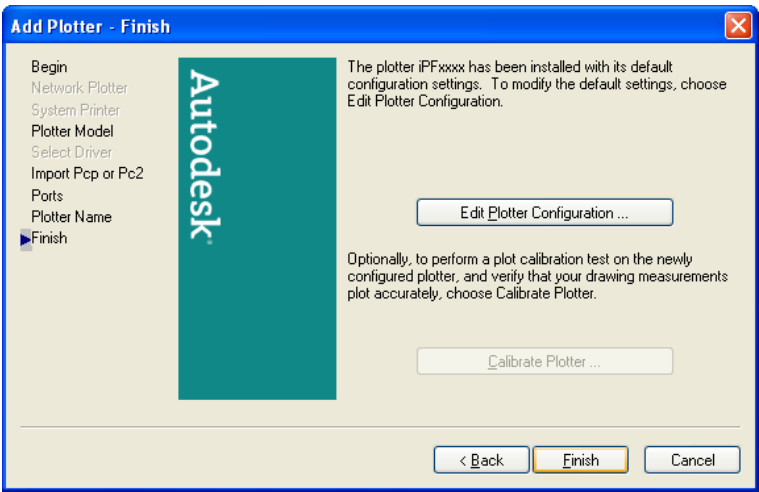 Add Plotter - Finish
Begin
Network Plotter
System Printer
Plotter Model
Select Driver
Import Pcp or Pc2
Ports
Plotter Name
Finish
Autodesk
The plotter iPFxxxx has been installed with its default
configuration settings. To modify the default settings, choose
Edit Plotter Configuration.
Edit Plotter Configuration ...
Optionally, to perform a plot calibration test on the newly
configured plotter, and verify that your drawing measurements
plot accurately, choose Calibrate Plotter.
Calibrate Plotter ...
< Back
Finish
Cancel